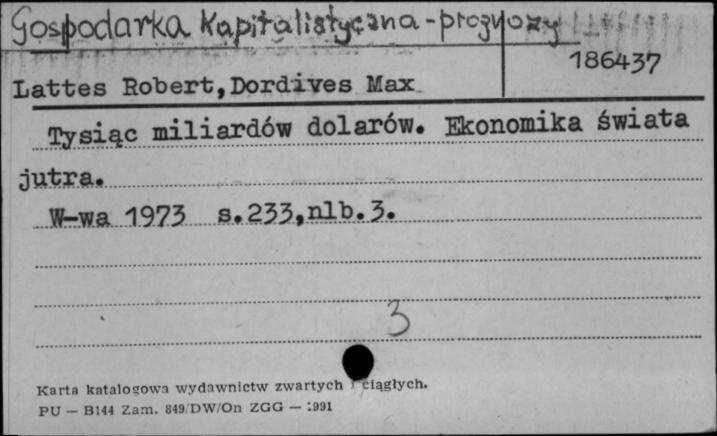 Gospodarka Kapitalistyczna - prognozy
186437
Lattes Robert, Dordives Max
Tysiąc miliardów dolarów. Ekonomika świata
jutra.
W-wa 1973 s.233,nlb.3.
3
Karta katalogowa wydawnictw zwartych i ciągłych.
PU — B144 Zam. 849/DW/On ZGG — 1991